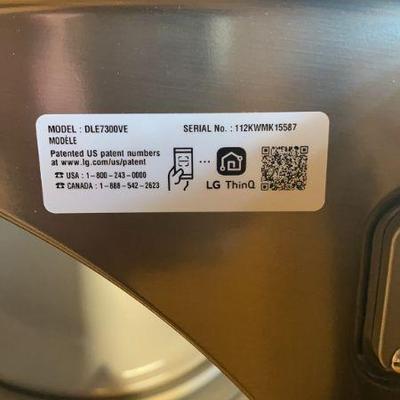 MODEL : DLE7300VE SERIAL No. : 112KWMK15587
MODÈLE
Patented US patent numbers
at www.lg.com/us/patent
☎ USA : 1-800-243-0000
☎ CANADA : 1-888-542-2623
LG ThinQ